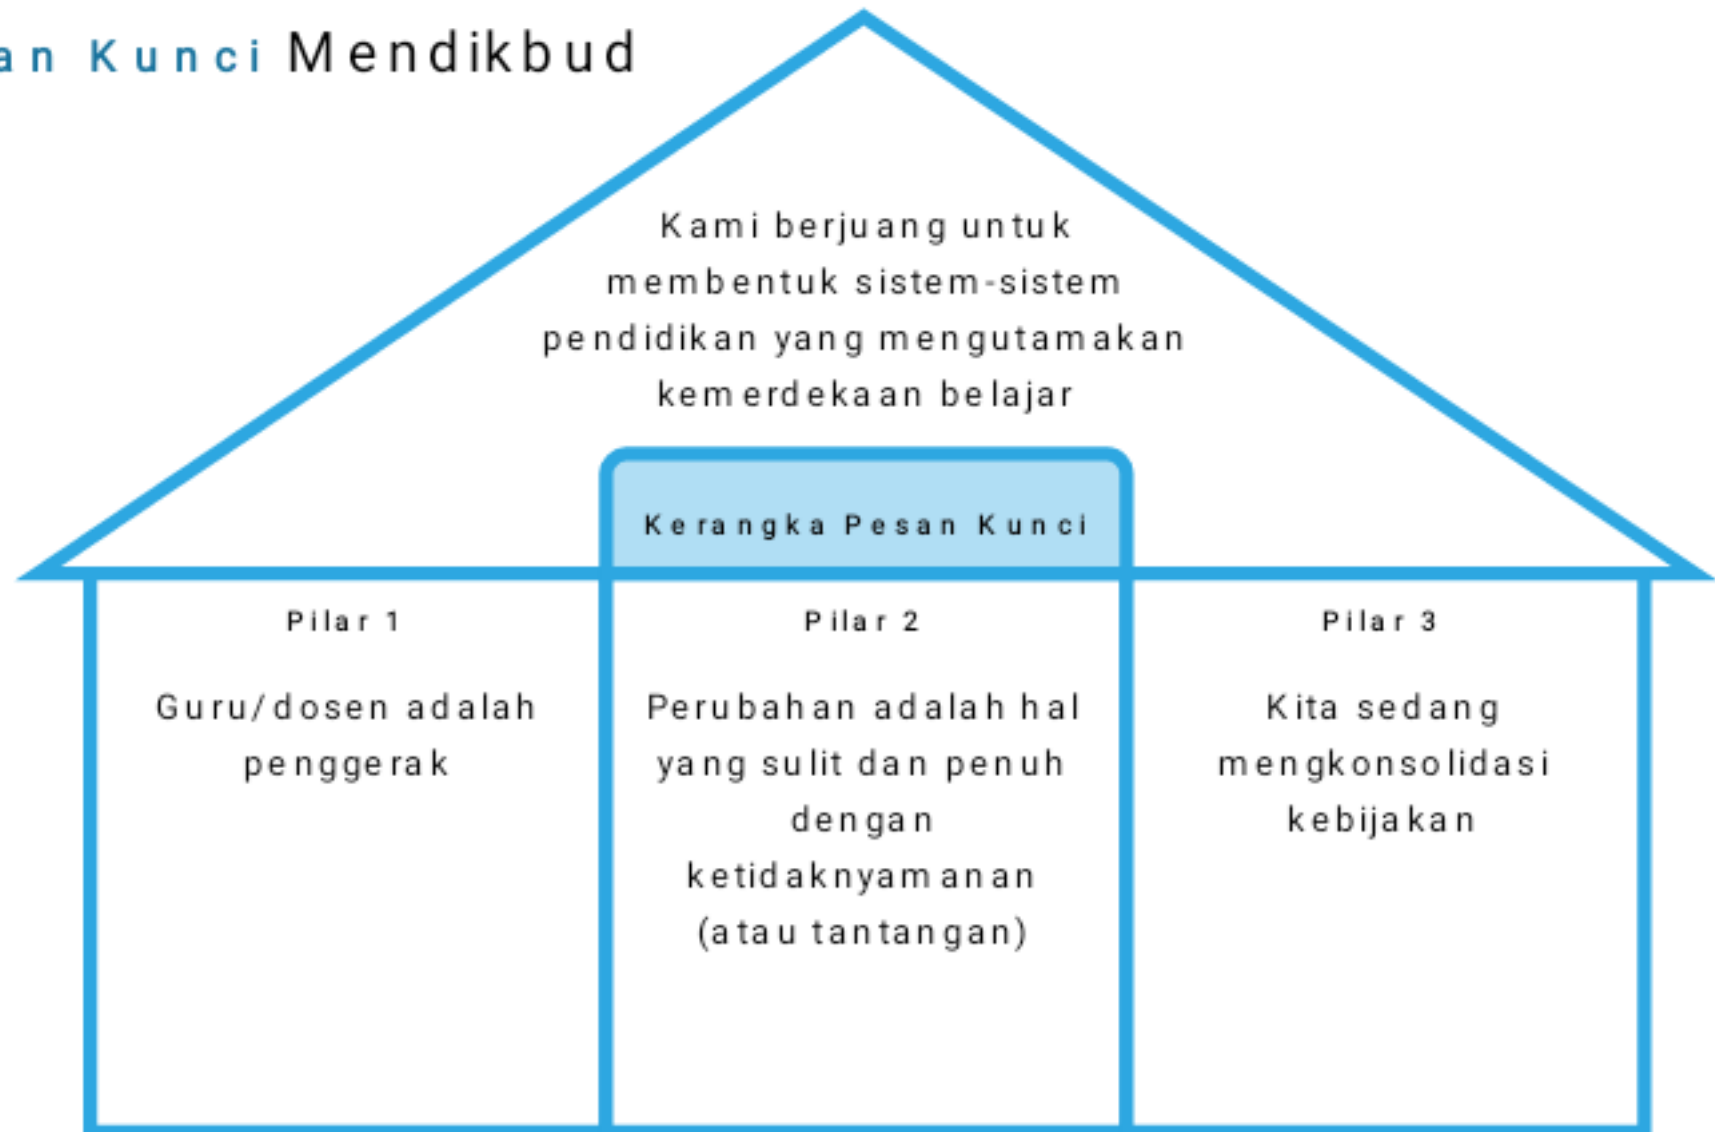 an Kunci Mendikbud
Kami berjuang untuk
membentuk sistem-sistem
pendidikan yang mengutamakan
kemerdekaan belajar
Kerangka Pesan Kunci
Pilar 1
Guru/dosen adalah
penggerak
Pilar 2
Perubahan adalah hal
yang sulit dan penuh
dengan
ketidaknyamanan
(atau tantangan)
Pilar 3
Kita sedang
mengkonsolidasi
kebijakan